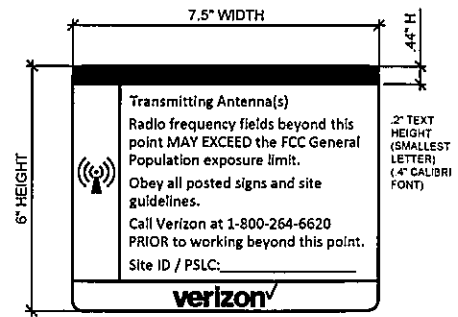 7.5" WIDTH
.44" H
6" HEIGHT
Transmitting Antenna(s)
Radio frequency fields beyond this
point MAY EXCEED the FCC General
Population exposure limit.
Obey all posted signs and site
guidelines.
Call Verizon at 1-800-264-6620
PRIOR to working beyond this point.
Site ID / PSLC:____________________
verizon✓
.2" TEXT
HEIGHT
(SMALLEST
LETTER)
(.4" CALIBRI
FONT)